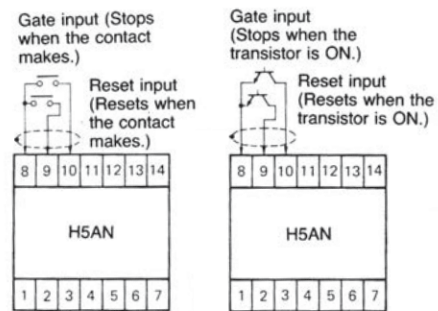 Gate input (Stops
when the contact
makes.)
Reset input
(Resets when
the contact
makes.)
8 9 10 11 12 13 14
H5AN
1 2 3 4 5 6 7
Gate input
(Stops when the
transistor is ON.)
Reset input
(Resets when the
transistor is ON.)
8 9 10 11 12 13 14
H5AN
1 2 3 4 5 6 7